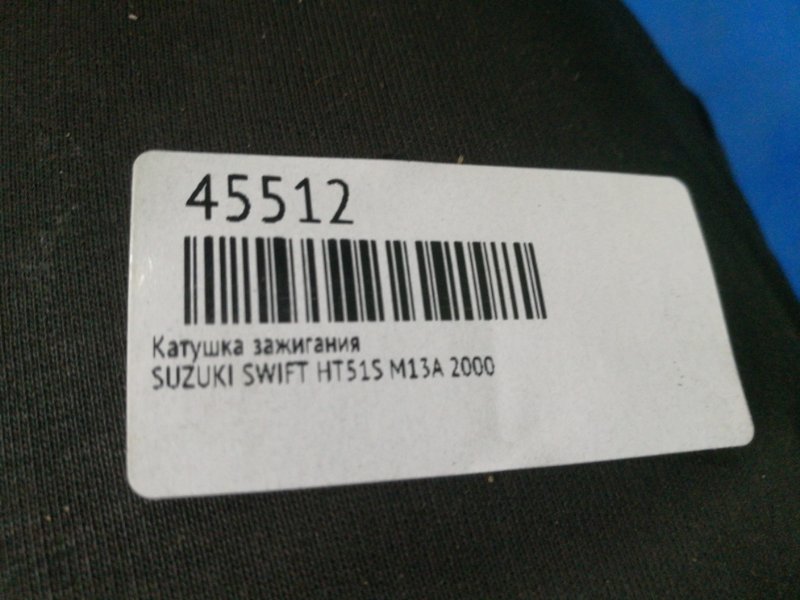 45512
Катушка зажигания
SUZUKI SWIFT HT51S M13A 2000